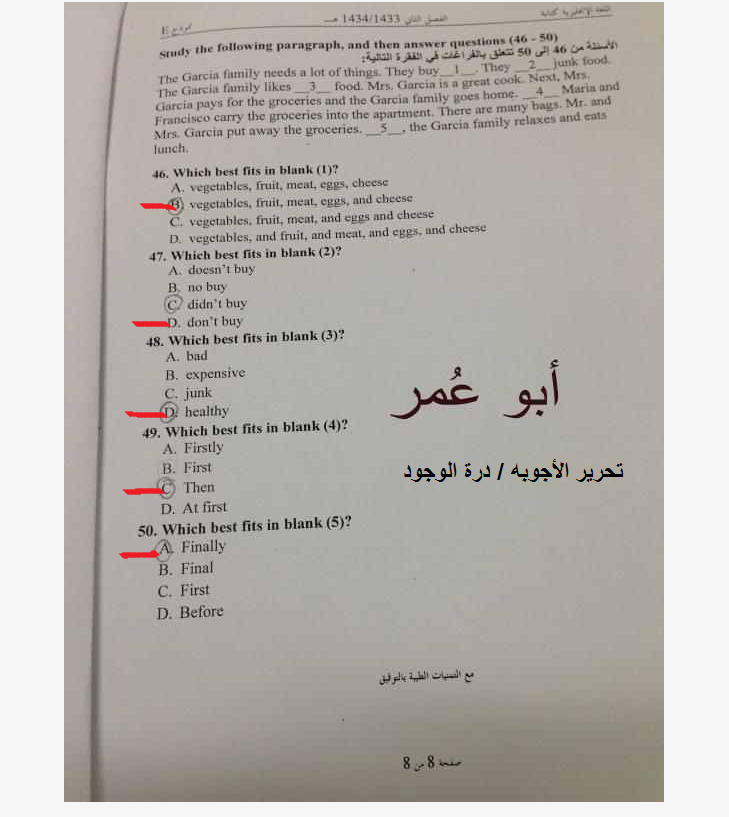 اللغة الإنجليزية كتابة
الفصل الثاني 1434/1433 هـ
نموذج E
Study the following paragraph, and then answer questions (46 - 50)
الأسئلة من 46 إلى 50 تتعلق بالفراغات في الفقرة التالية:
The Garcia family needs a lot of things. They buy__1__. They __2__ junk food.
The Garcia family likes __3__ food. Mrs. Garcia is a great cook. Next, Mrs.
Garcia pays for the groceries and the Garcia family goes home. __4__ Maria and
Francisco carry the groceries into the apartment. There are many bags. Mr. and
Mrs. Garcia put away the groceries. __5__, the Garcia family relaxes and eats
lunch.
46. Which best fits in blank (1)?
A. vegetables, fruit, meat, eggs, cheese
B. vegetables, fruit, meat, eggs, and cheese
C. vegetables, fruit, meat, and eggs and cheese
D. vegetables, and fruit, and meat, and eggs, and cheese
47. Which best fits in blank (2)?
A. doesn't buy
B. no buy
C. didn't buy
D. don't buy
48. Which best fits in blank (3)?
A. bad
B. expensive
C. junk
D. healthy
49. Which best fits in blank (4)?
A. Firstly
B. First
C. Then
D. At first
50. Which best fits in blank (5)?
A. Finally
B. Final
C. First
D. Before
أبو عُمر
تحرير الأجوبه / درة الوجود
مع التمنيات الطيبة بالتوفيق
صفحة 8 من 8